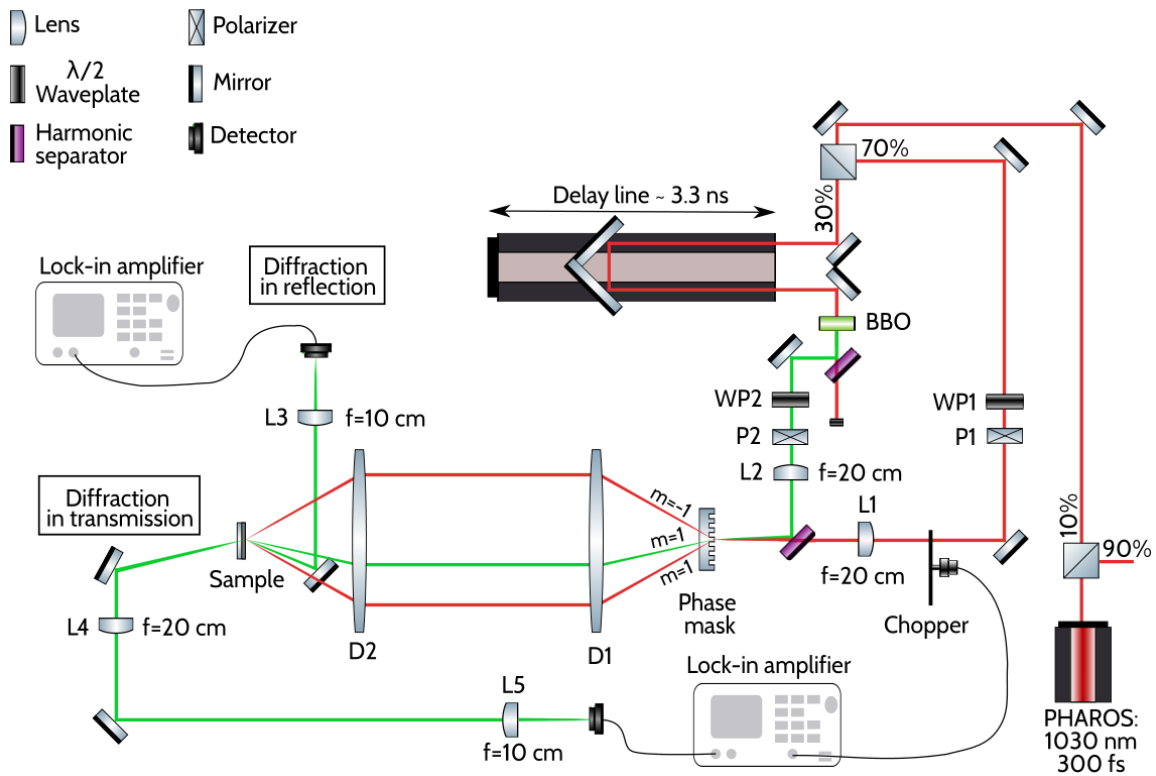 Lens
Polarizer
λ/2
Waveplate
Mirror
Harmonic
separator
Detector
70%
30%
Delay line ~ 3.3 ns
Lock-in amplifier
Diffraction
in reflection
BBO
WP2
WP1
L3
f=10 cm
P2
P1
L2
f=20 cm
Diffraction
in transmission
m=-1
m=1
m=1
L1
f=20 cm
10%
90%
Sample
Phase
mask
Chopper
L4
f=20 cm
D2
D1
Lock-in amplifier
L5
f=10 cm
PHAROS:
1030 nm
300 fs